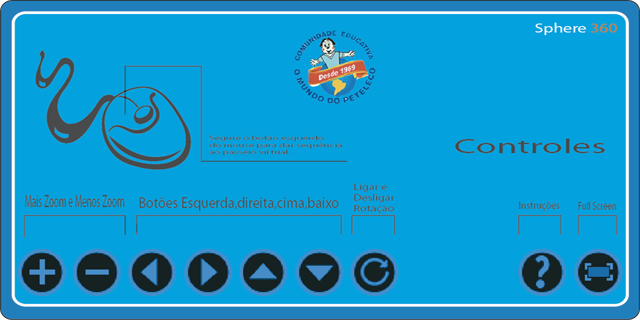 Sphere 360
COMUNIDADE EDUCATIVA
Desde 1969
O MUNDO DO PETELECO
Segure o botão esquerdo
do mouse para dar sequência
ao passeio virtual
Controles
Mais Zoom e Menos Zoom
Botões Esquerda,direita,cima,baixo
Ligar e
Desligar
Rotação
Instruções
Full Screen